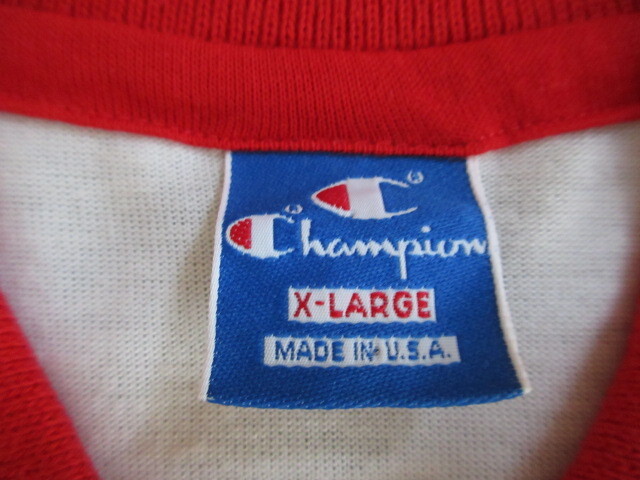 Champion
X-LARGE
MADE IN U.S.A.